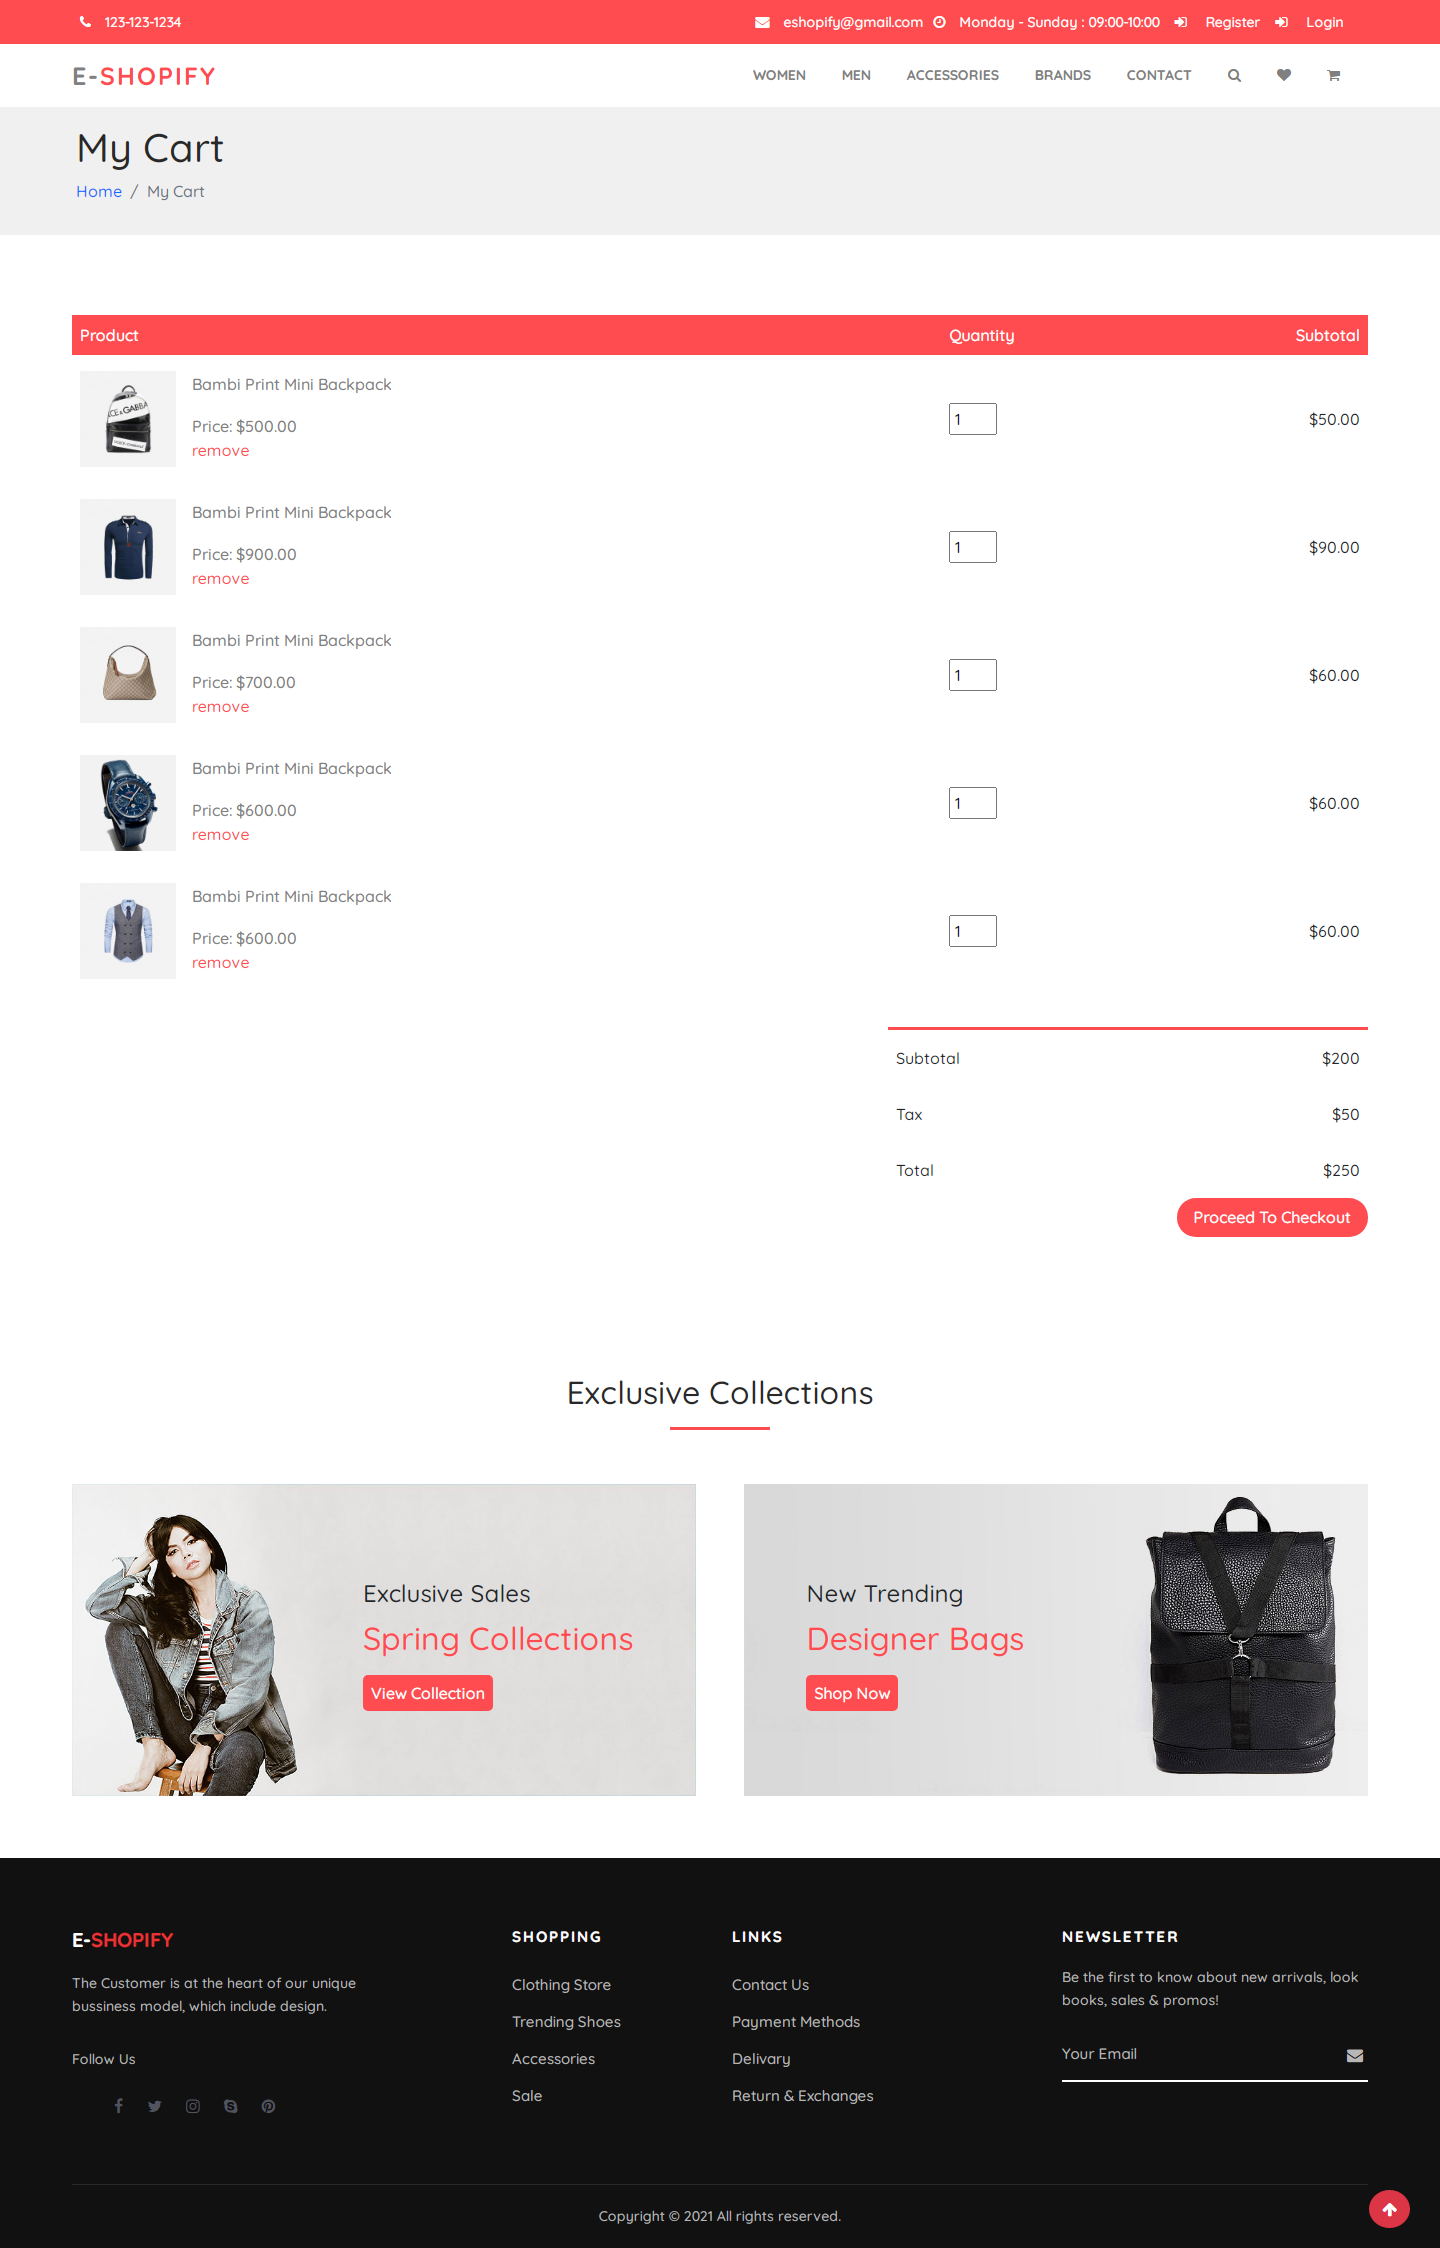 123-123-1234
eshopify@gmail.com Monday - Sunday : 09:00-10:00 Register Login
E-SHOPIFY
WOMEN MEN ACCESSORIES BRANDS CONTACT
My Cart
Home / My Cart
Product Quantity Subtotal
Bambi Print Mini Backpack
Price: $500.00
remove
1
$50.00
Bambi Print Mini Backpack
Price: $900.00
remove
1
$90.00
Bambi Print Mini Backpack
Price: $700.00
remove
1
$60.00
Bambi Print Mini Backpack
Price: $600.00
remove
1
$60.00
Bambi Print Mini Backpack
Price: $600.00
remove
1
$60.00
Subtotal $200
Tax $50
Total $250
Proceed To Checkout
Exclusive Collections
Exclusive Sales
Spring Collections
View Collection
New Trending
Designer Bags
Shop Now
E-SHOPIFY
The Customer is at the heart of our unique
bussiness model, which include design.
Follow Us
SHOPPING
Clothing Store
Trending Shoes
Accessories
Sale
LINKS
Contact Us
Payment Methods
Delivary
Return & Exchanges
NEWSLETTER
Be the first to know about new arrivals, look
books, sales & promos!
Your Email
Copyright © 2021 All rights reserved.